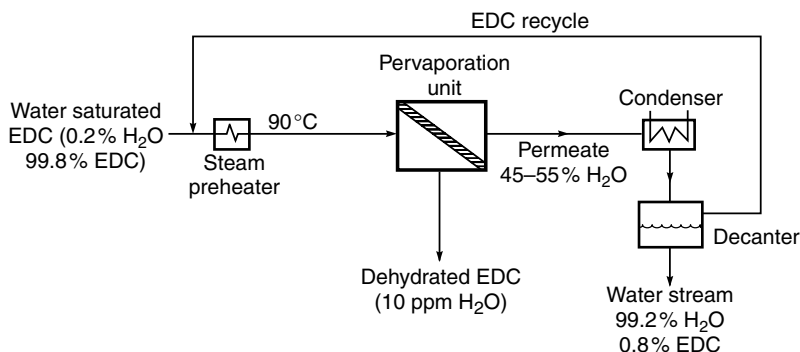 EDC recycle
Pervaporation
unit
Condenser
Water saturated
EDC (0.2% H₂O
99.8% EDC)
90°C
Steam
preheater
Permeate
45–55% H₂O
Decanter
Dehydrated EDC
(10 ppm H₂O)
Water stream
99.2% H₂O
0.8% EDC